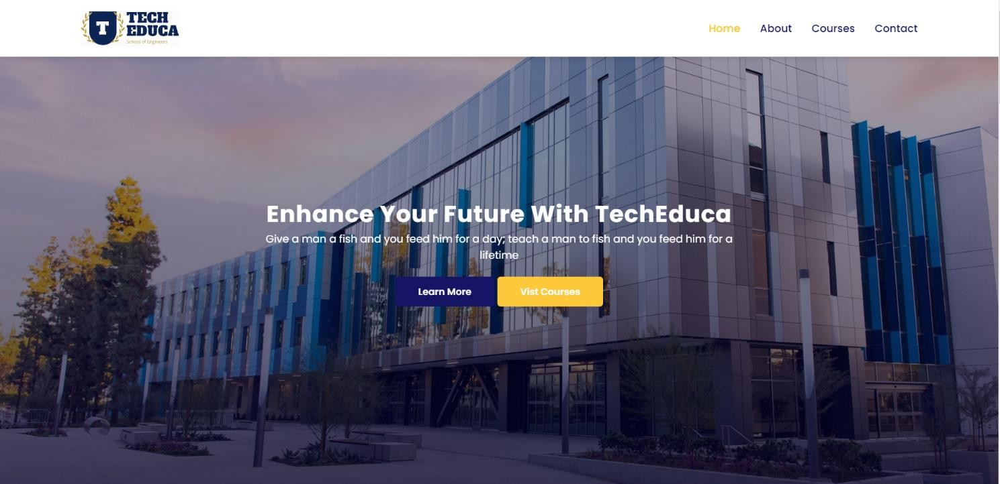 T
TECH
EDUCA
School of Engineers
Home About Courses Contact
Enhance Your Future With TechEduca
Give a man a fish and you feed him for a day; teach a man to fish and you feed him for a
lifetime
Learn More
Vist Courses